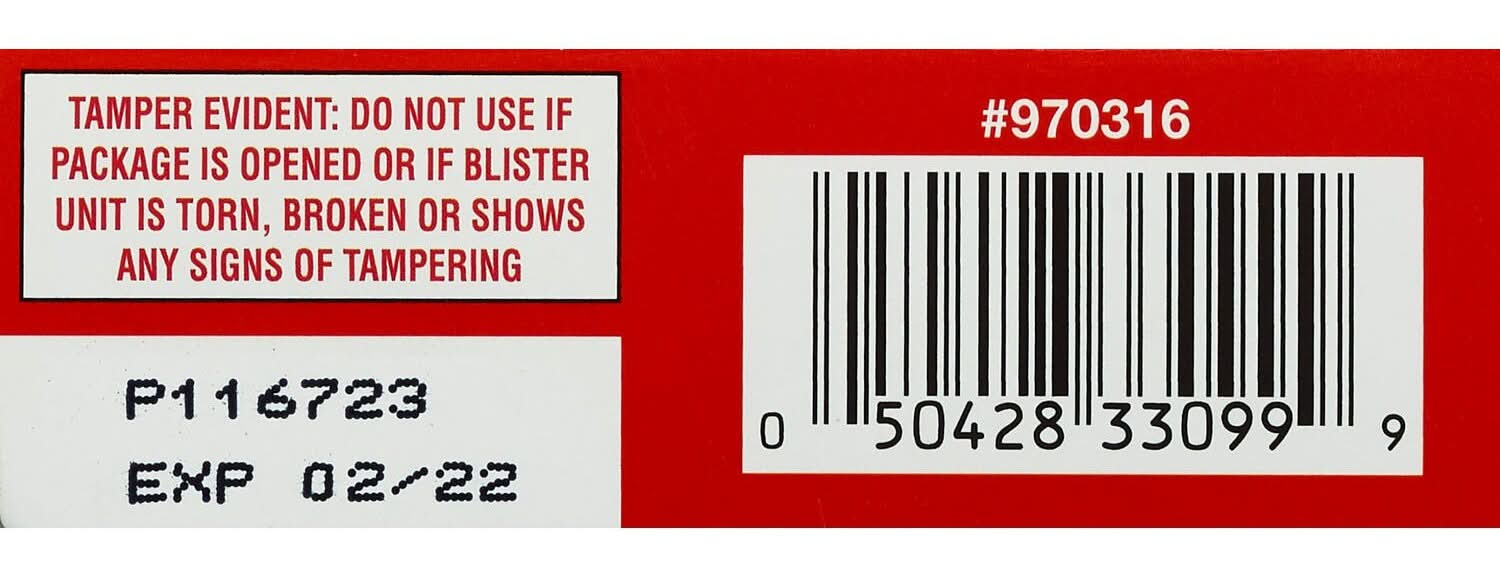 TAMPER EVIDENT: DO NOT USE IF
PACKAGE IS OPENED OR IF BLISTER
UNIT IS TORN, BROKEN OR SHOWS
ANY SIGNS OF TAMPERING
P116723
EXP 02/22
#970316
0 50428 33099 9